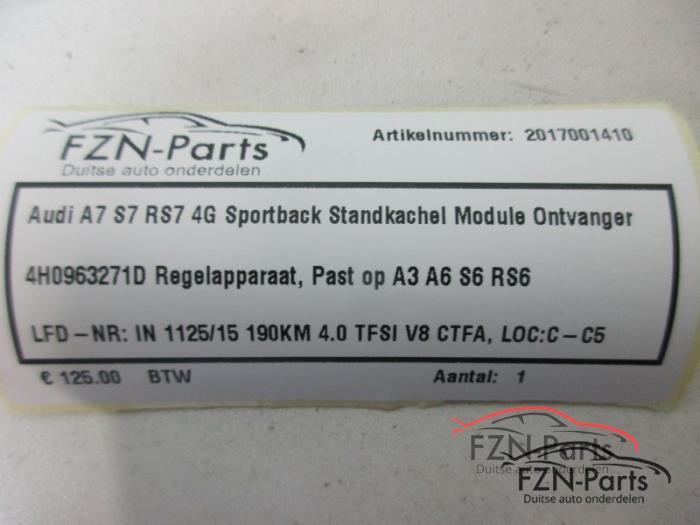 FZN-Parts
Duitse auto onderdelen
Artikelnummer: 2017001410
Audi A7 S7 RS7 4G Sportback Standkachel Module Ontvanger
4H0963271D Regelapparaat, Past op A3 A6 S6 RS6
LFD-NR: IN 1125/15 190KM 4.0 TFSI V8 CTFA, LOC:C-C5
€ 125.00 BTW Aantal: 1
FZN-Parts
Duitse auto onderdelen
FZN-Parts
Duitse auto onderdelen